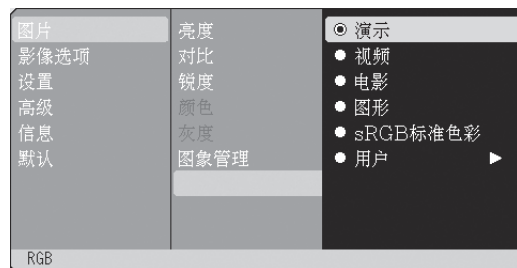 图片
影像选项
设置
高级
信息
默认
亮度
对比
锐度
颜色
灰度
图象管理
演示
视频
电影
图形
sRGB标准色彩
用户
RGB